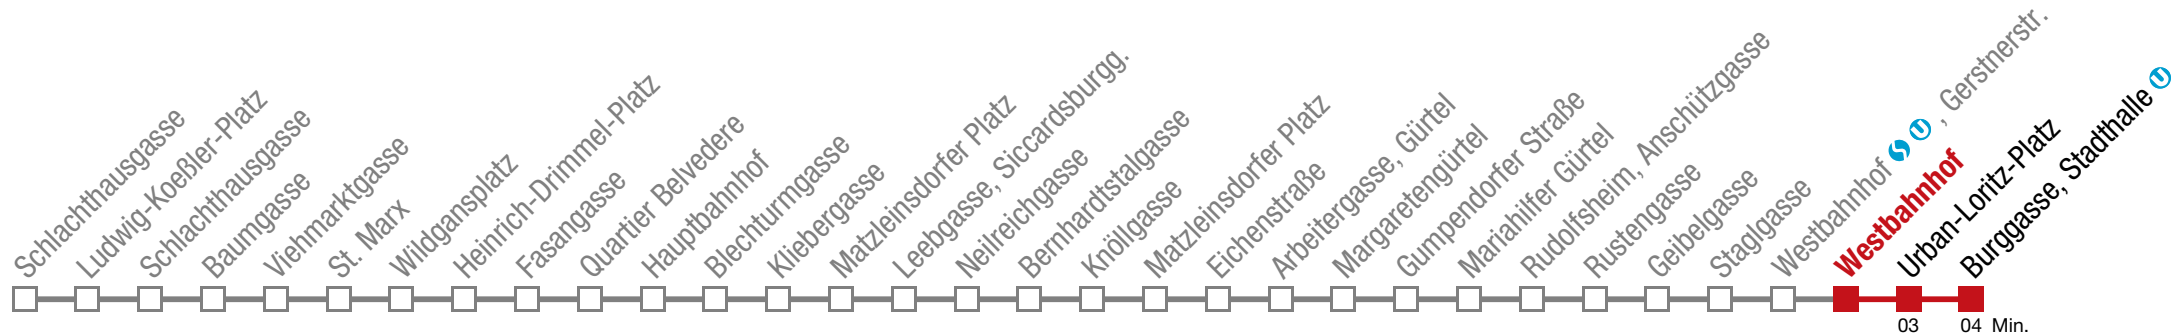 Schlachthausgasse
Ludwig-Koeßler-Platz
Schlachthausgasse
Baumgasse
Viehmarktgasse
St. Marx
Wildgansplatz
Heinrich-Drimmel-Platz
Fasangasse
Quartier Belvedere
Hauptbahnhof
Blechturmgasse
Kliebergasse
Matzleinsdorfer Platz
Leebgasse, Siccardsburgg.
Neilreichgasse
Bernhardtstalgasse
Knöllgasse
Matzleinsdorfer Platz
Eichenstraße
Arbeitergasse, Gürtel
Margaretengürtel
Gumpendorfer Straße
Mariahilfer Gürtel
Rudolfsheim, Anschützgasse
Rustengasse
Geibelgasse
Staglgasse
Westbahnhof S U , Gerstnerstr.
Westbahnhof
Urban-Loritz-Platz
Burggasse, Stadthalle U
03 04 Min.